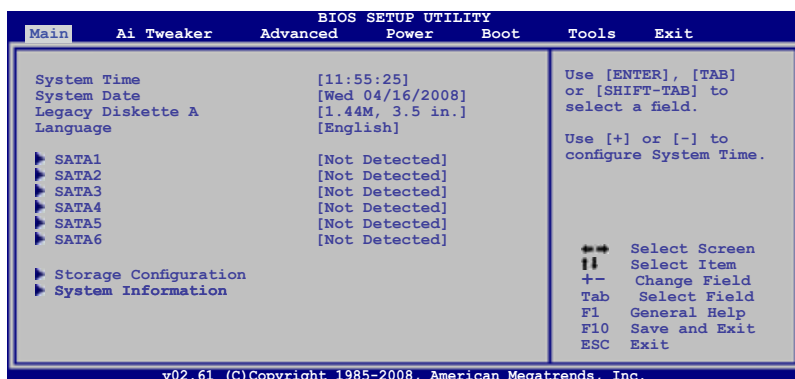 BIOS SETUP UTILITY
Main Ai Tweaker Advanced Power Boot Tools Exit
System Time [11:55:25]
System Date [Wed 04/16/2008]
Legacy Diskette A [1.44M, 3.5 in.]
Language [English]
SATA1 [Not Detected]
SATA2 [Not Detected]
SATA3 [Not Detected]
SATA4 [Not Detected]
SATA5 [Not Detected]
SATA6 [Not Detected]
Storage Configuration
System Information
Use [ENTER], [TAB]
or [SHIFT-TAB] to
select a field.
Use [+] or [-] to
configure System Time.
←→ Select Screen
↑↓ Select Item
+- Change Field
Tab Select Field
F1 General Help
F10 Save and Exit
ESC Exit
v02.61 (C)Copyright 1985-2008, American Megatrends, Inc.